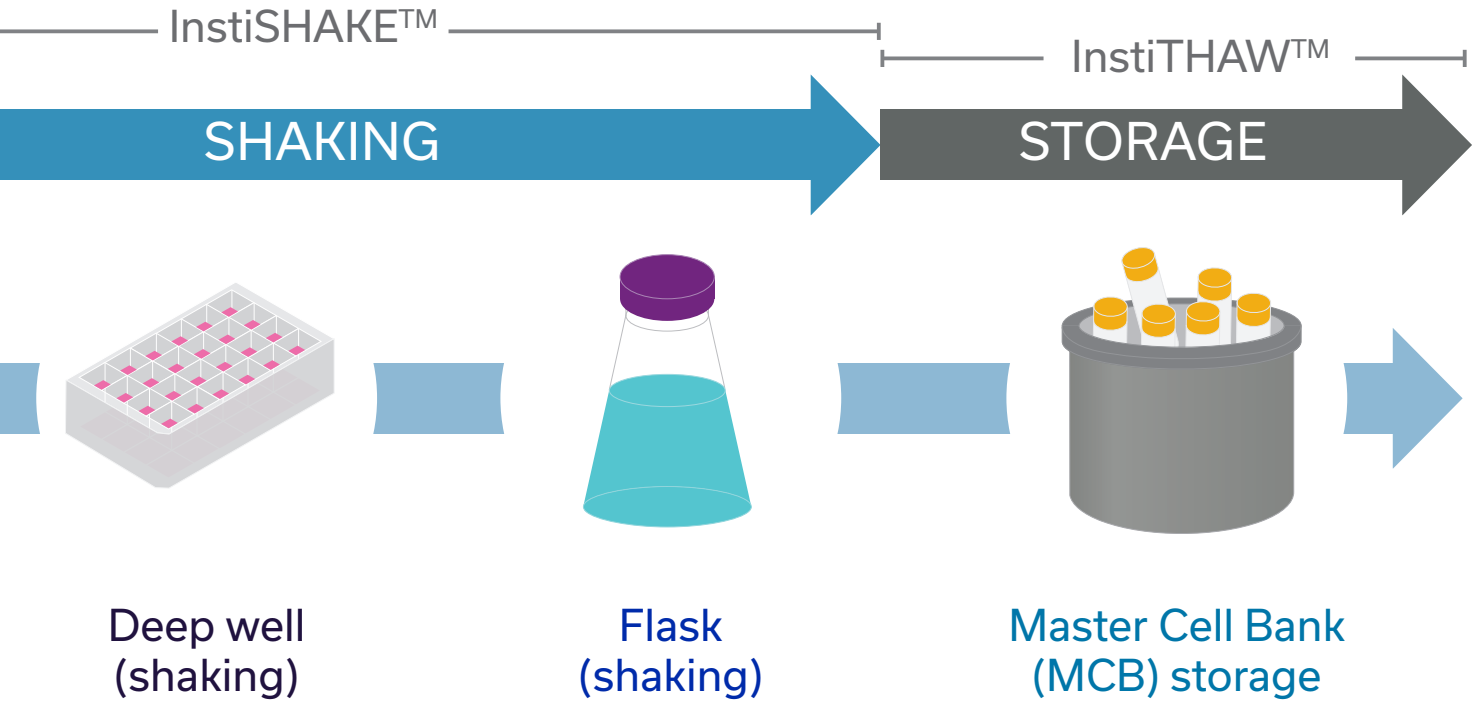 InstiSHAKE™
InstiTHAW™
SHAKING
STORAGE
Deep well
(shaking)
Flask
(shaking)
Master Cell Bank
(MCB) storage